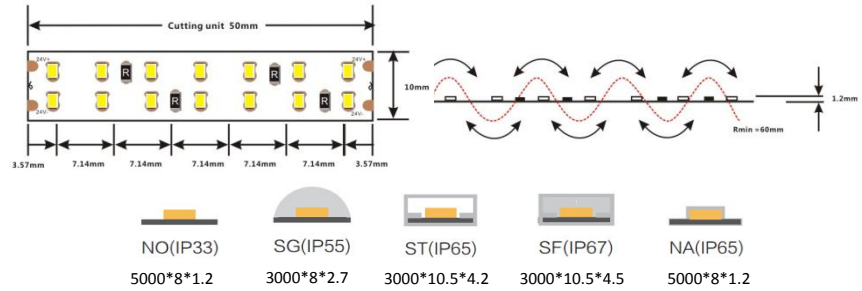 Cutting unit 50mm
24V+
24V+
R
R
10mm
R
R
24V-
24V-
3.57mm
7.14mm
7.14mm
7.14mm
7.14mm
7.14mm
3.57mm
1.2mm
Rmin =60mm
NO(IP33)
SG(IP55)
ST(IP65)
SF(IP67)
NA(IP65)
5000*8*1.2
3000*8*2.7
3000*10.5*4.2
3000*10.5*4.5
5000*8*1.2